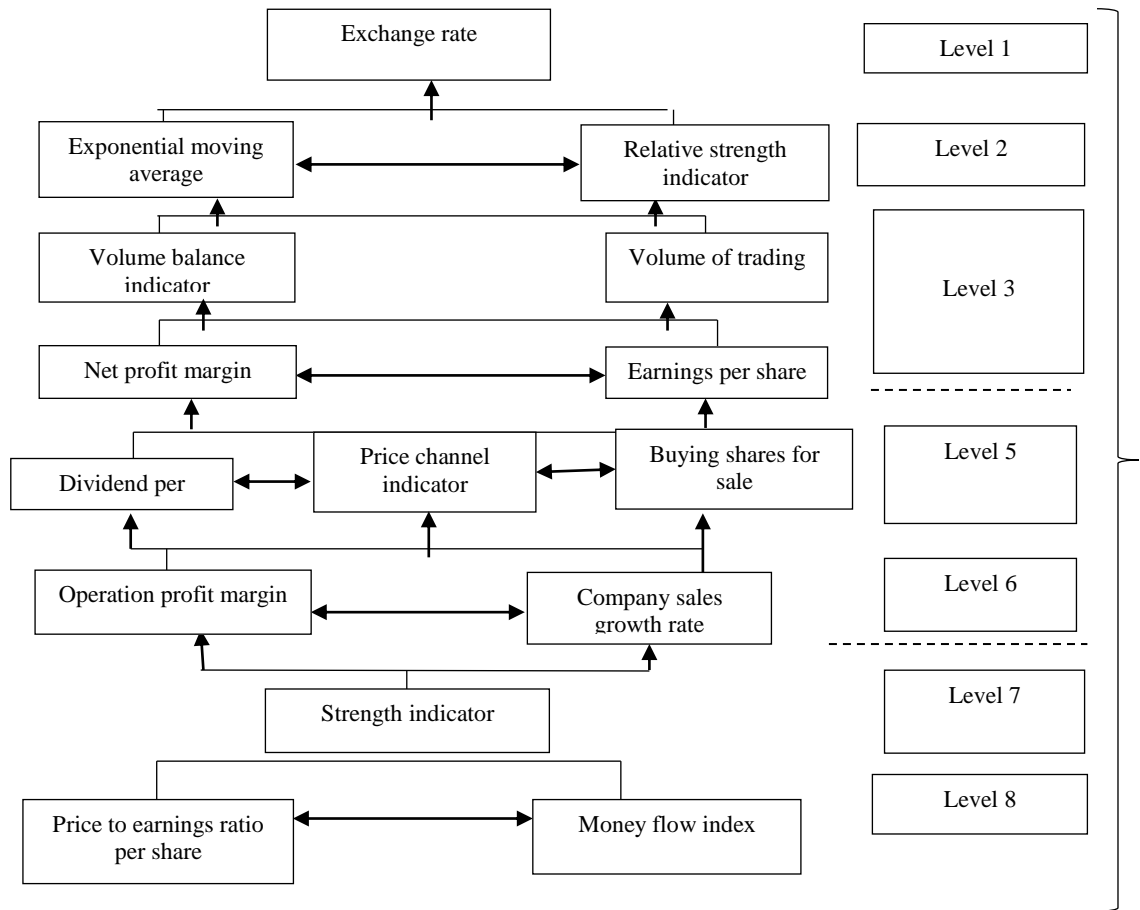 Exchange rate
Level 1
Exponential moving
average
Relative strength
indicator
Level 2
Volume balance
indicator
Volume of trading
Level 3
Net profit margin
Earnings per share
Dividend per
Price channel
indicator
Buying shares for
sale
Level 5
Operation profit margin
Company sales
growth rate
Level 6
Strength indicator
Level 7
Price to earnings ratio
per share
Money flow index
Level 8